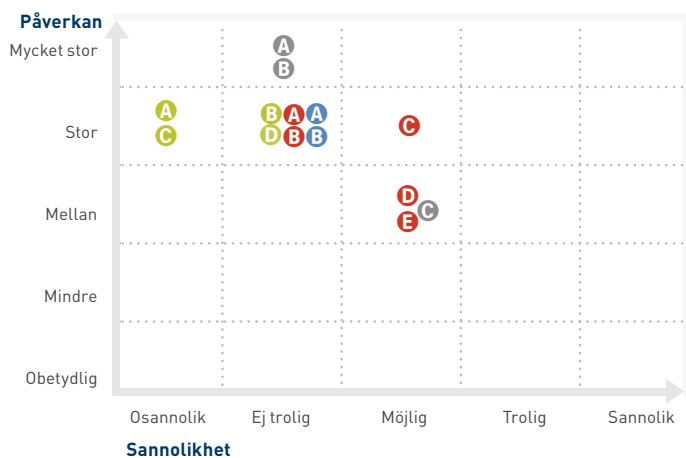 Påverkan
Mycket stor
A
B
Stor
A
C
B A A
D B B
C
Mellan
D
C
E
Mindre
Obetydlig
Osannolik Ej trolig Möjlig Trolig Sannolik
Sannolikhet